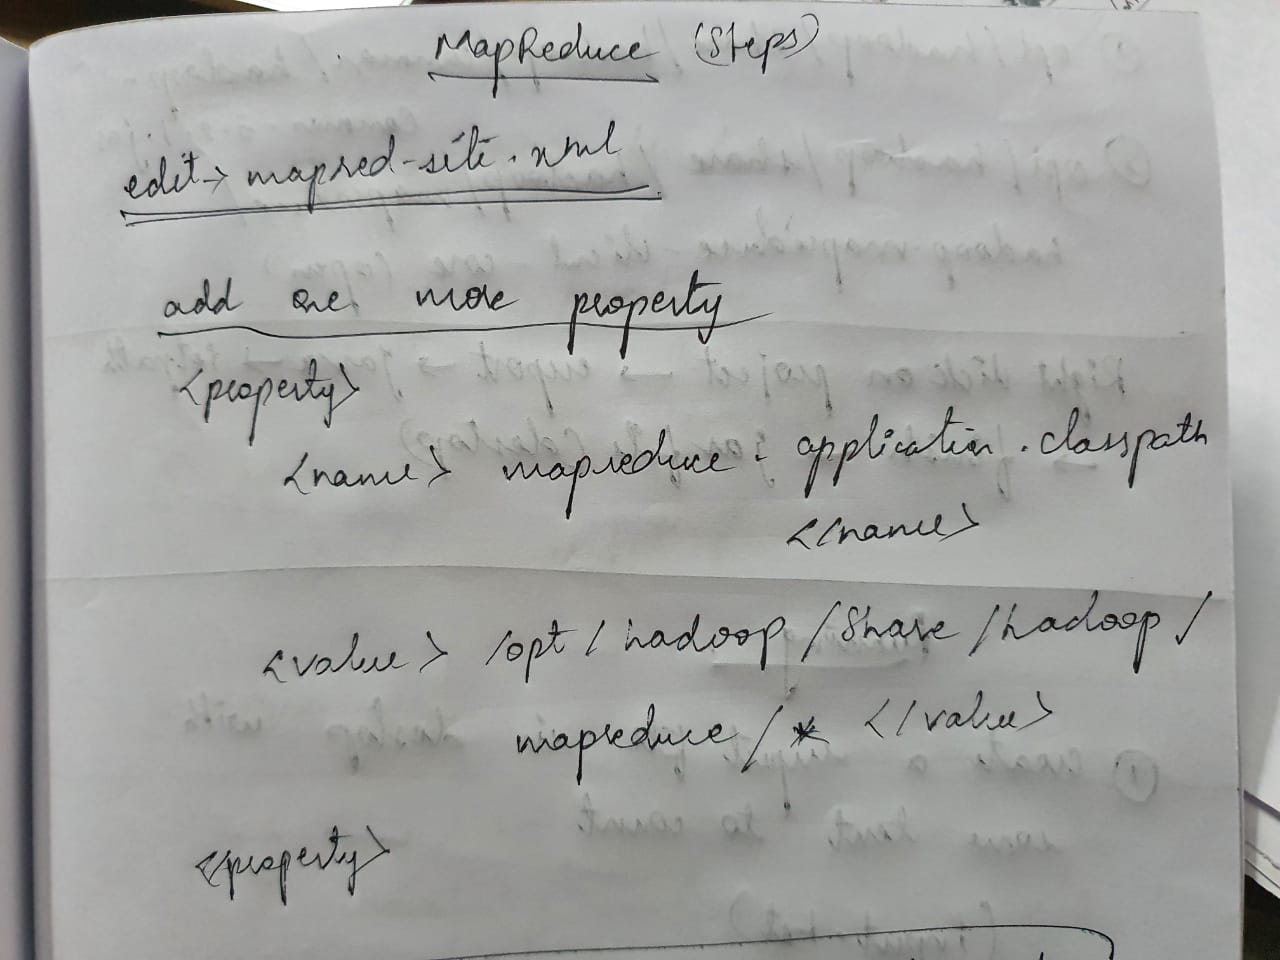 MapReduce (Steps)
edit → mapred-site.xml
add one more property
<property>
<name> mapreduce.application.classpath
</name>
<value> /opt/hadoop/Share/hadoop/
mapreduce/* </value>
<property>